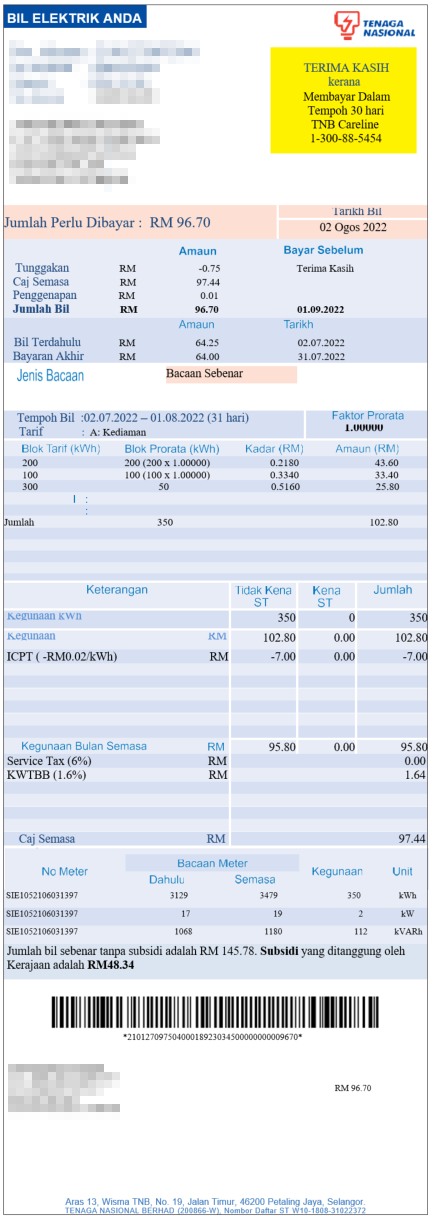 BIL ELEKTRIK ANDA
TENAGA
NASIONAL
TERIMA KASIH
kerana
Membayar Dalam
Tempoh 30 hari
TNB Careline
1-300-88-5454
Jumlah Perlu Dibayar : RM 96.70
Tarikh Bil
02 Ogos 2022
Amaun Bayar Sebelum
Tunggakan RM -0.75 Terima Kasih
Caj Semasa RM 97.44
Penggenapan RM 0.01
Jumlah Bil RM 96.70 01.09.2022
Amaun Tarikh
Bil Terdahulu RM 64.25 02.07.2022
Bayaran Akhir RM 64.00 31.07.2022
Jenis Bacaan Bacaan Sebenar
Tempoh Bil :02.07.2022 – 01.08.2022 (31 hari) Faktor Prorata
Tarif : A: Kediaman 1.00000
Blok Tarif (kWh) Blok Prorata (kWh) Kadar (RM) Amaun (RM)
200 200 (200 x 1.00000) 0.2180 43.60
100 100 (100 x 1.00000) 0.3340 33.40
300 50 0.5160 25.80
I :
:
Jumlah 350 102.80
Keterangan Tidak Kena ST Kena ST Jumlah
Kegunaan kWh 350 0 350
Kegunaan RM 102.80 0.00 102.80
ICPT ( -RM0.02/kWh) RM -7.00 0.00 -7.00
Kegunaan Bulan Semasa RM 95.80 0.00 95.80
Service Tax (6%) RM 0.00
KWTBB (1.6%) RM 1.64
Caj Semasa RM 97.44
No Meter Bacaan Meter Kegunaan Unit
Dahulu Semasa
SIE1052106031397 3129 3479 350 kWh
SIE1052106031397 17 19 2 kW
SIE1052106031397 1068 1180 112 kVARh
Jumlah bil sebenar tanpa subsidi adalah RM 145.78. Subsidi yang ditanggung oleh
Kerajaan adalah RM48.34
*21012709750400018923034500000000009670*
RM 96.70
Aras 13, Wisma TNB, No. 19, Jalan Timur, 46200 Petaling Jaya, Selangor.
TENAGA NASIONAL BERHAD (200866-W), Nombor Daftar ST W10-1808-31022372